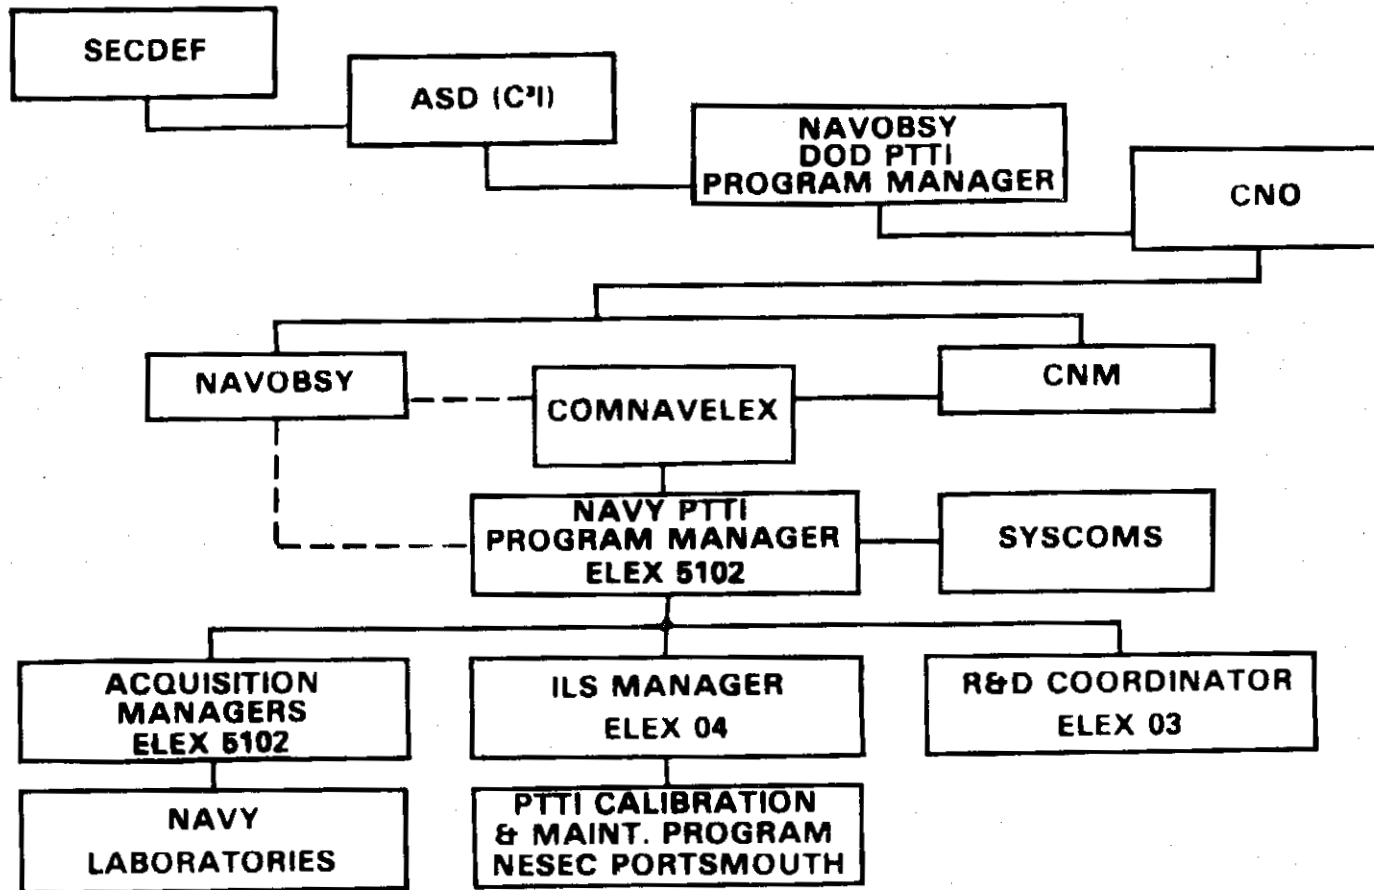 SECDEF
ASD (C³I)
NAVOBSY
DOD PTTI
PROGRAM MANAGER
CNO
NAVOBSY
COMNAVELEX
CNM
NAVY PTTI
PROGRAM MANAGER
ELEX 5102
SYSCOMS
ACQUISITION
MANAGERS
ELEX 5102
ILS MANAGER
ELEX 04
R&D COORDINATOR
ELEX 03
NAVY
LABORATORIES
PTTI CALIBRATION
& MAINT. PROGRAM
NESEC PORTSMOUTH